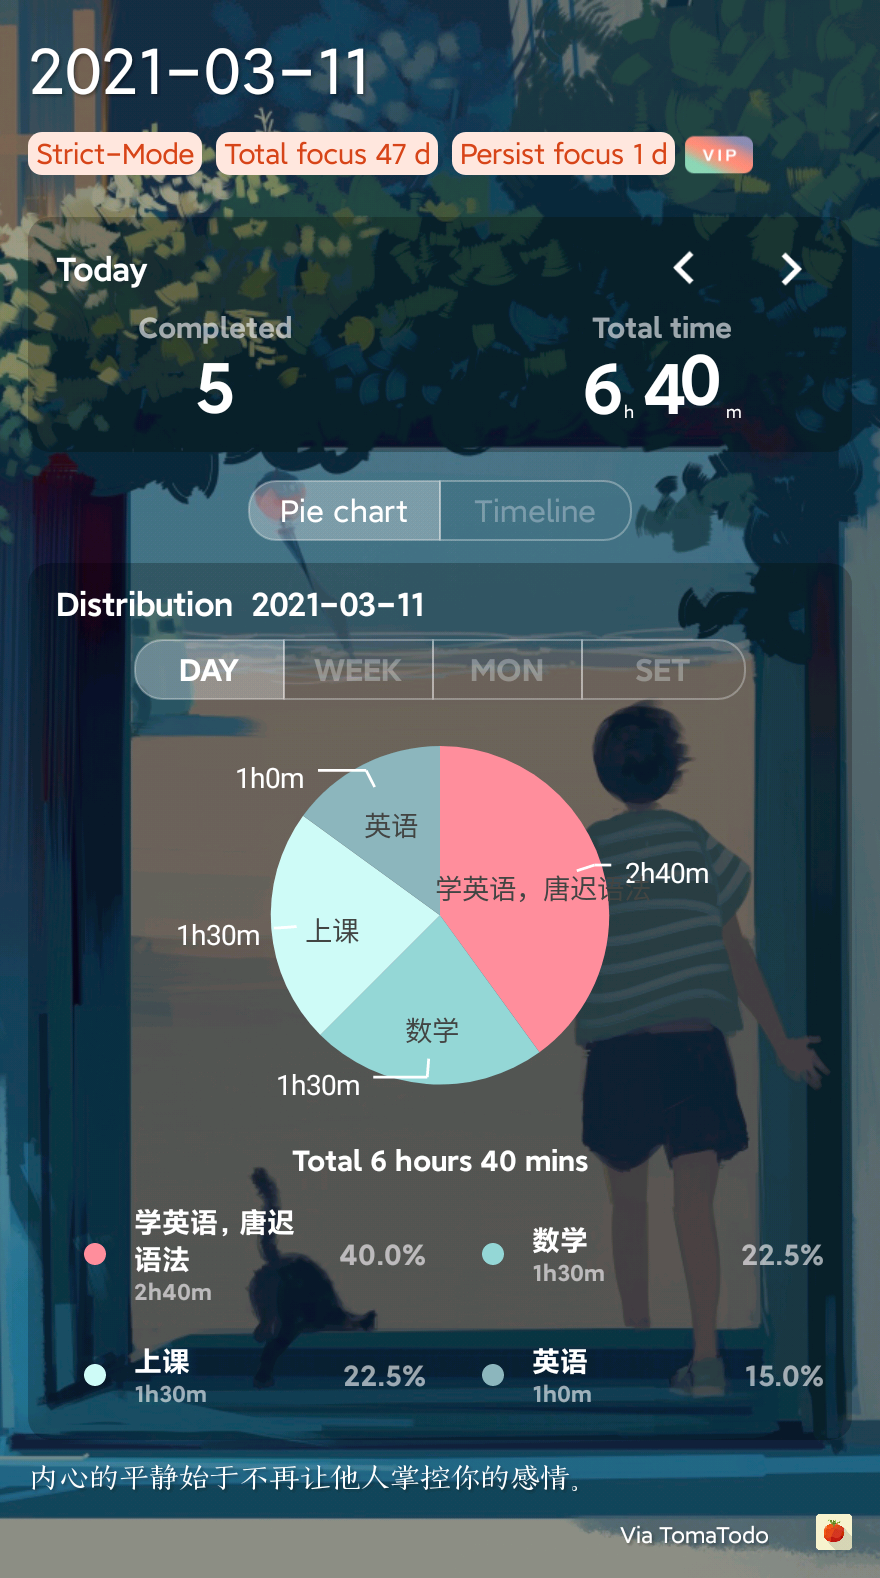 2021-03-11
Strict-Mode Total focus 47 d Persist focus 1 d VIP
Today
Completed Total time
5 6h 40m
Pie chart Timeline
Distribution 2021-03-11
DAY WEEK MON SET
1h0m
英语
学英语，唐迟语法 2h40m
1h30m 上课
数学
1h30m
Total 6 hours 40 mins
学英语，唐迟
语法
2h40m
40.0%
数学
1h30m
22.5%
上课
1h30m
22.5%
英语
1h0m
15.0%
内心的平静始于不再让他人掌控你的感情。
Via TomaTodo